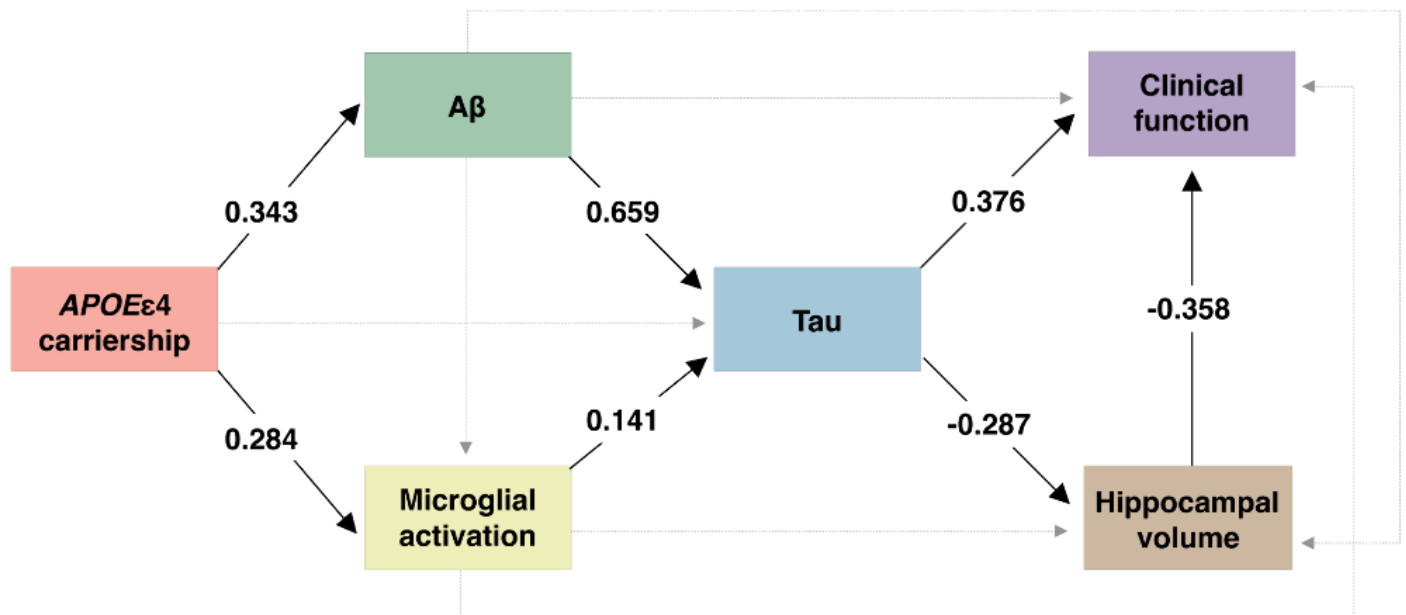 Aβ
Clinical
function
0.343
0.659
0.376
APOEε4
carriership
Tau
-0.358
0.284
0.141
-0.287
Microglial
activation
Hippocampal
volume